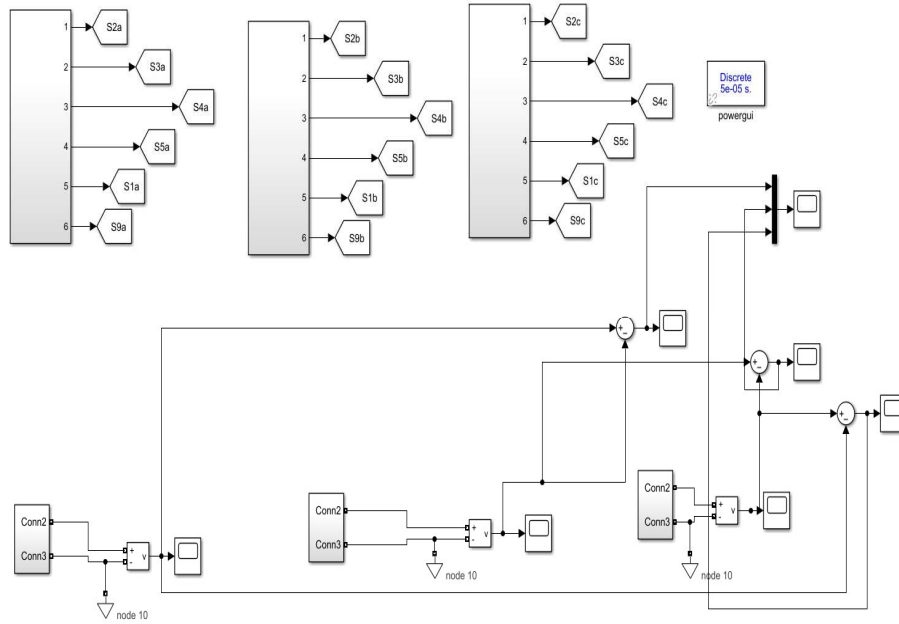 1
S2a
2
S3a
3
S4a
4
S5a
5
S1a
6
S9a
1
S2b
2
S3b
3
S4b
4
S5b
5
S1b
6
S9b
1
S2c
2
S3c
3
S4c
4
S5c
5
S1c
6
S9c
Discrete
5e-05 s.
powergui
+
-
+
-
+
-
Conn2
Conn3
+
-
v
node 10
Conn2
Conn3
+
-
v
node 10
Conn2
Conn3
+
-
v
node 10